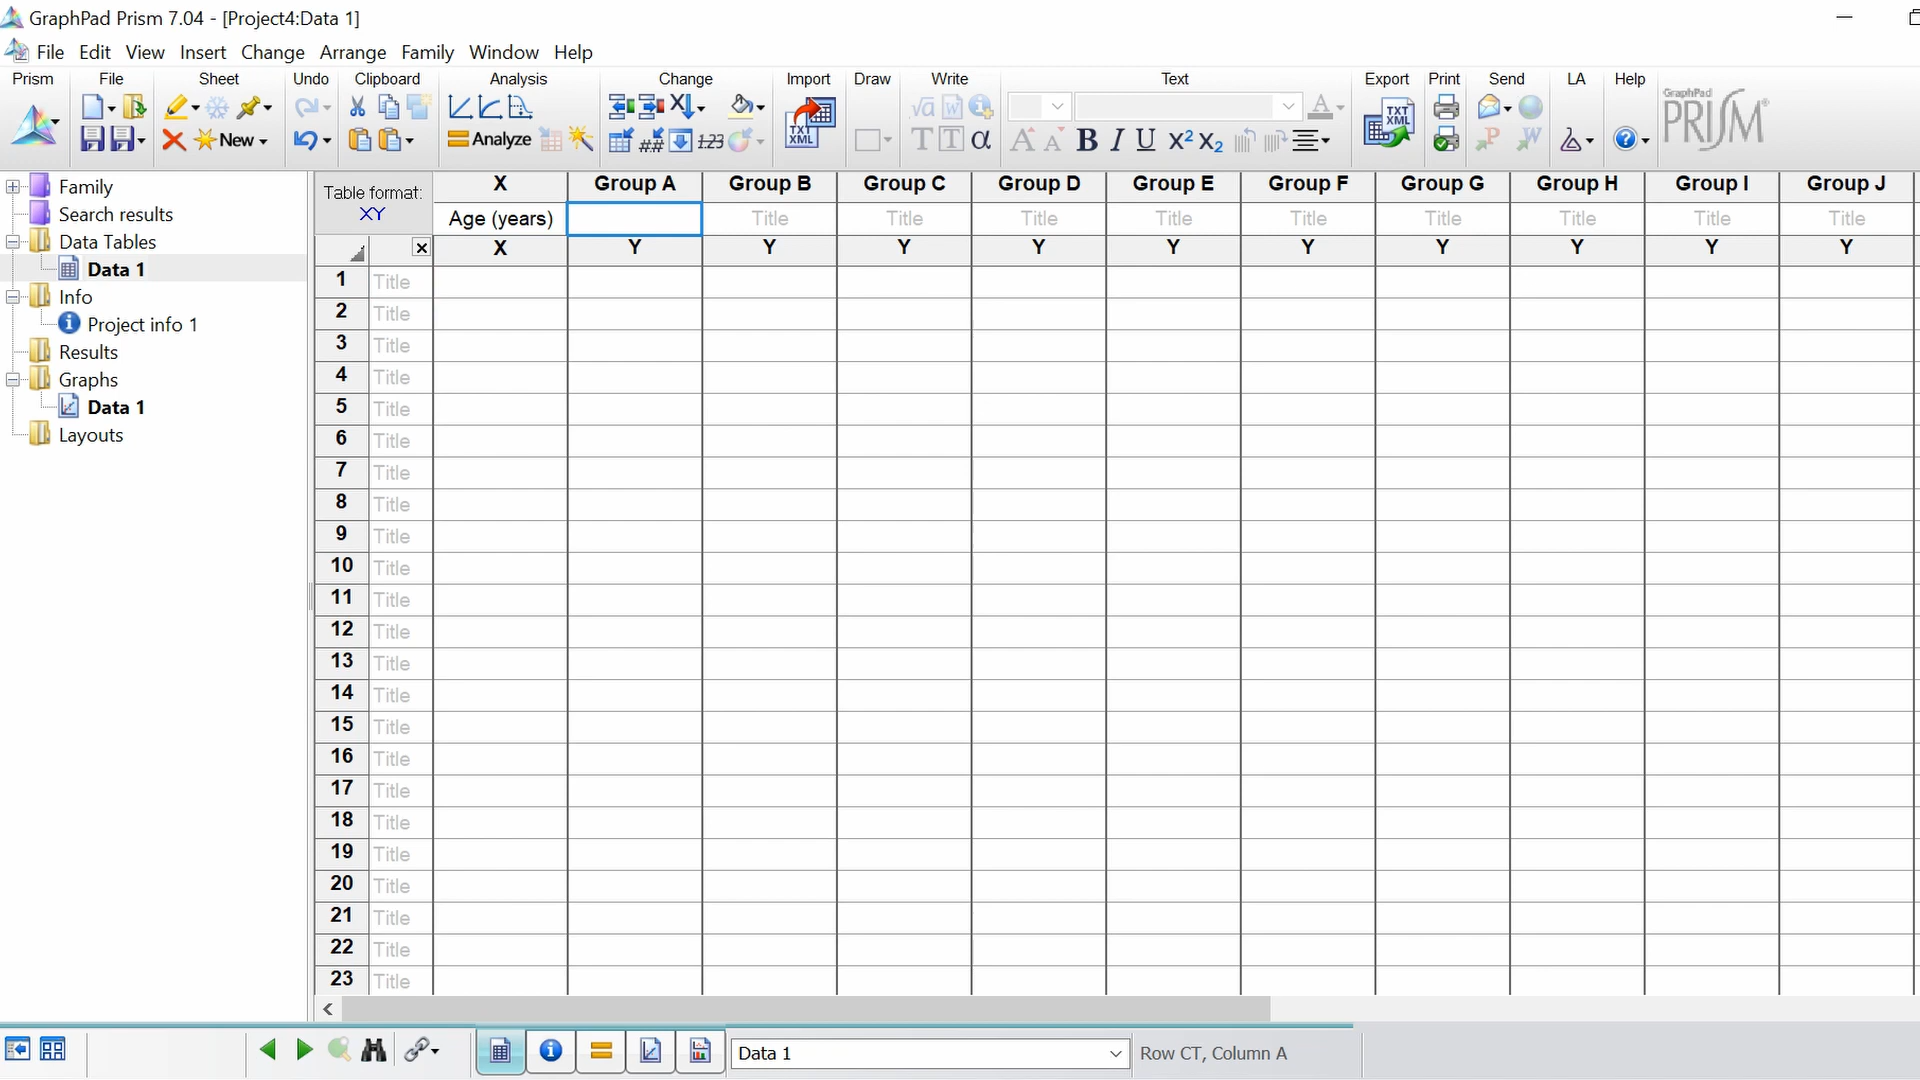 GraphPad Prism 7.04 - [Project4:Data 1]
File Edit View Insert Change Arrange Family Window Help
Prism File Sheet Undo Clipboard Analysis Change Import Draw Write Text Export Print Send LA Help
New
Analyze
GraphPad
PRISM
Family
Search results
Data Tables
Data 1
Info
Project info 1
Results
Graphs
Data 1
Layouts
Table format:
XY
X Group A Group B Group C Group D Group E Group F Group G Group H Group I Group J
Age (years) Title Title Title Title Title Title Title Title Title
X Y Y Y Y Y Y Y Y Y Y
1 Title
2 Title
3 Title
4 Title
5 Title
6 Title
7 Title
8 Title
9 Title
10 Title
11 Title
12 Title
13 Title
14 Title
15 Title
16 Title
17 Title
18 Title
19 Title
20 Title
21 Title
22 Title
23 Title
Data 1
Row CT, Column A